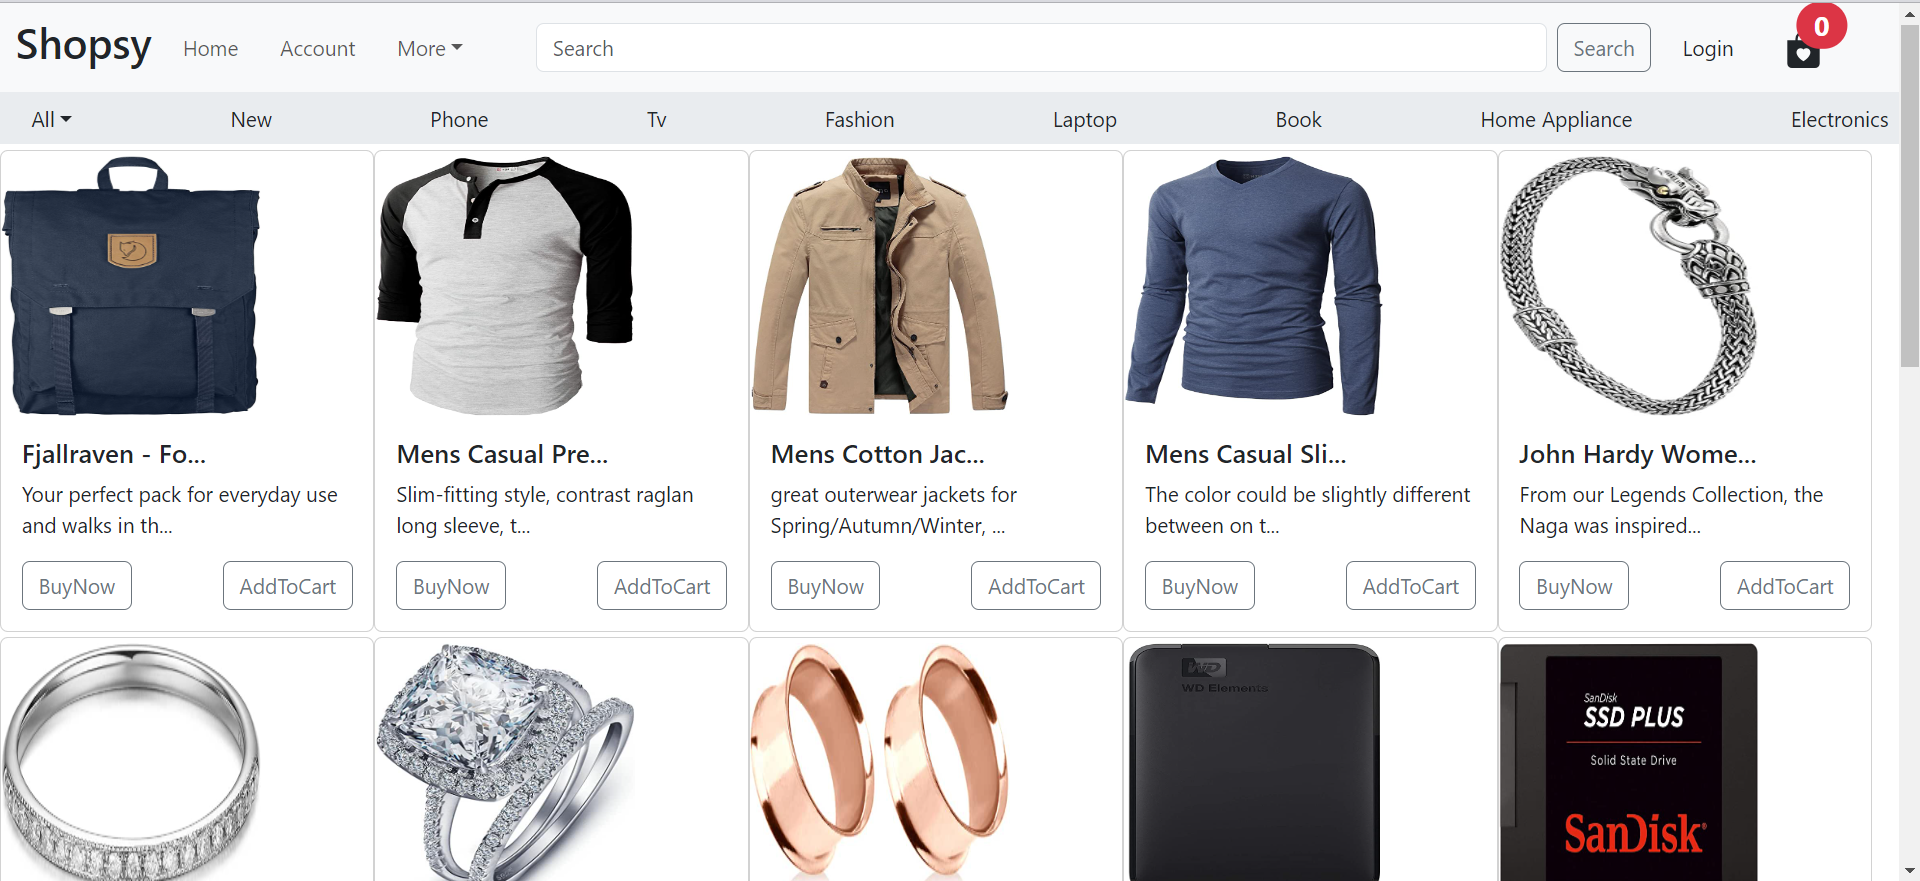 Shopsy Home Account More Search Search Login 0
All New Phone Tv Fashion Laptop Book Home Appliance Electronics
Fjallraven - Fo...
Your perfect pack for everyday use
and walks in th...
BuyNow AddToCart
Mens Casual Pre...
Slim-fitting style, contrast raglan
long sleeve, t...
BuyNow AddToCart
Mens Cotton Jac...
great outerwear jackets for
Spring/Autumn/Winter, ...
BuyNow AddToCart
Mens Casual Sli...
The color could be slightly different
between on t...
BuyNow AddToCart
John Hardy Wome...
From our Legends Collection, the
Naga was inspired...
BuyNow AddToCart
WD
WD Elements
SanDisk
SSD PLUS
Solid State Drive
SanDisk